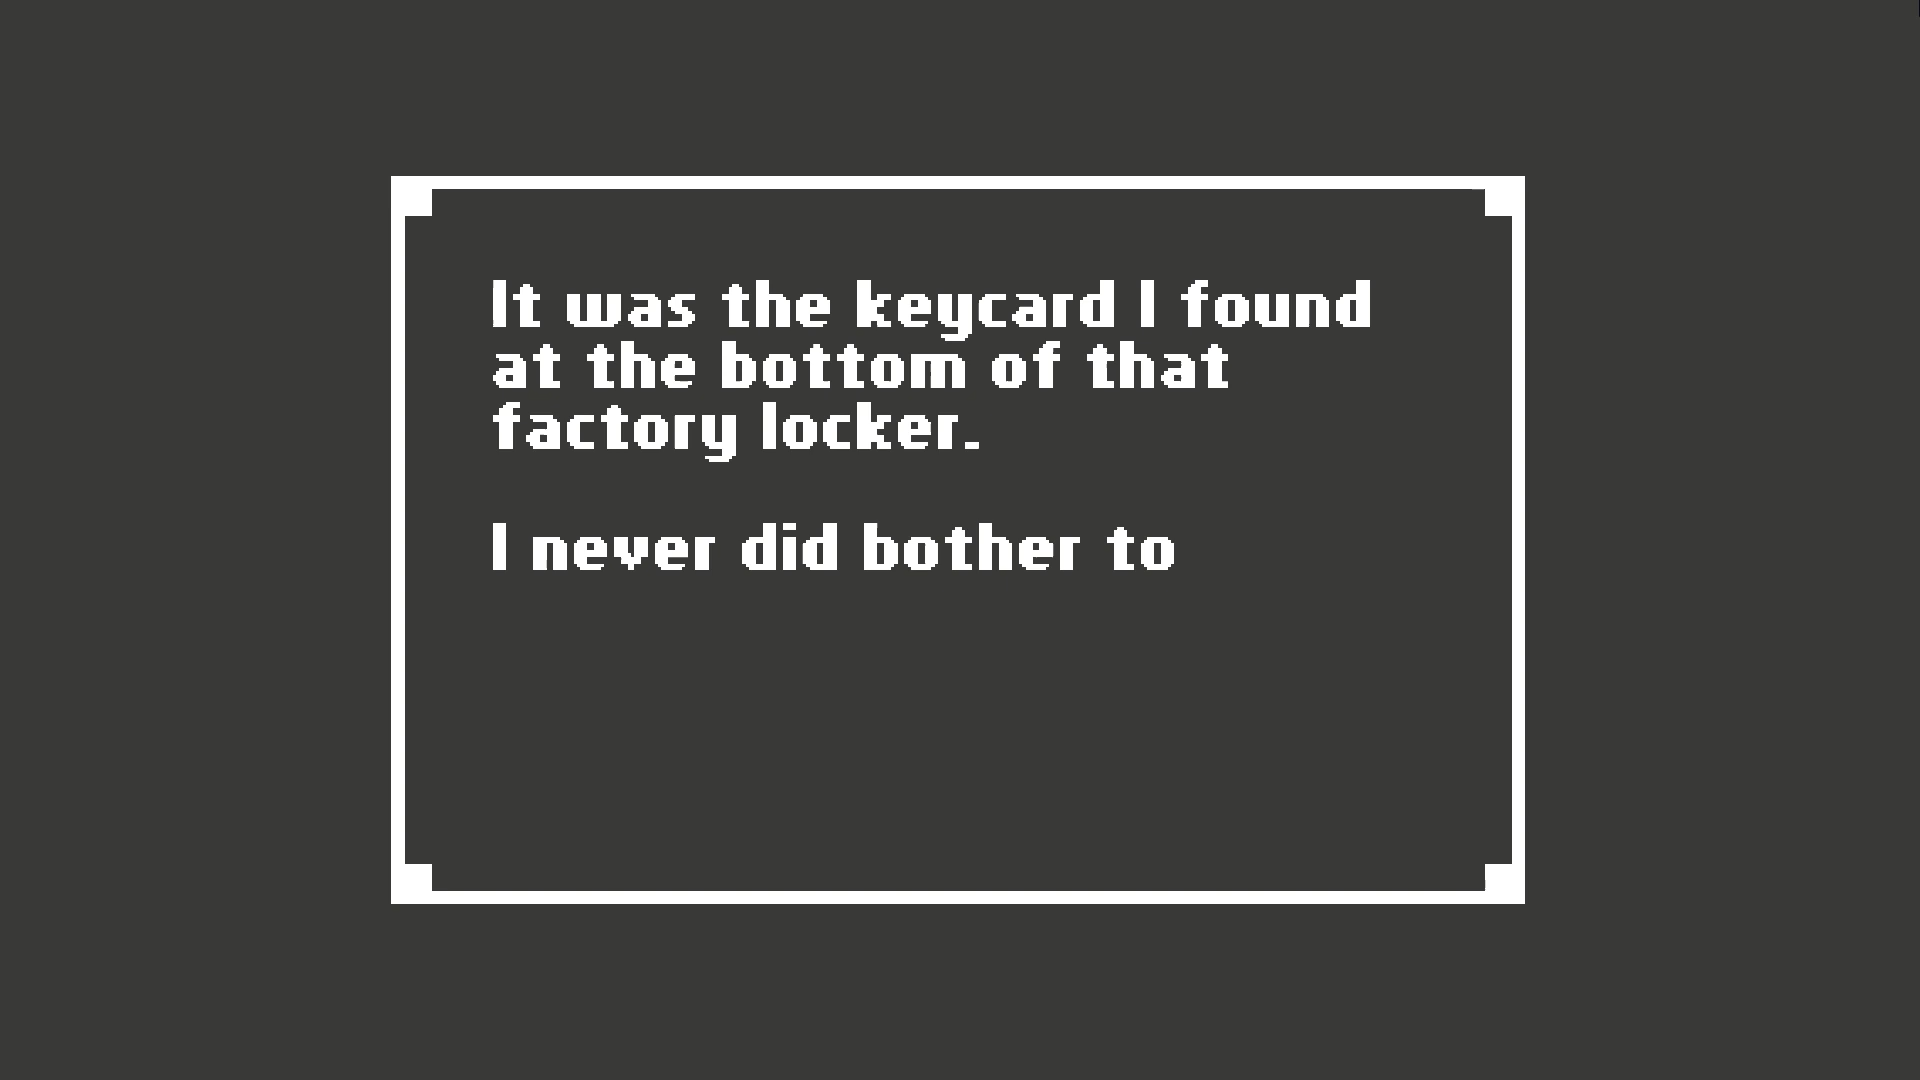 It was the keycard I found
at the bottom of that
factory locker.
I never did bother to